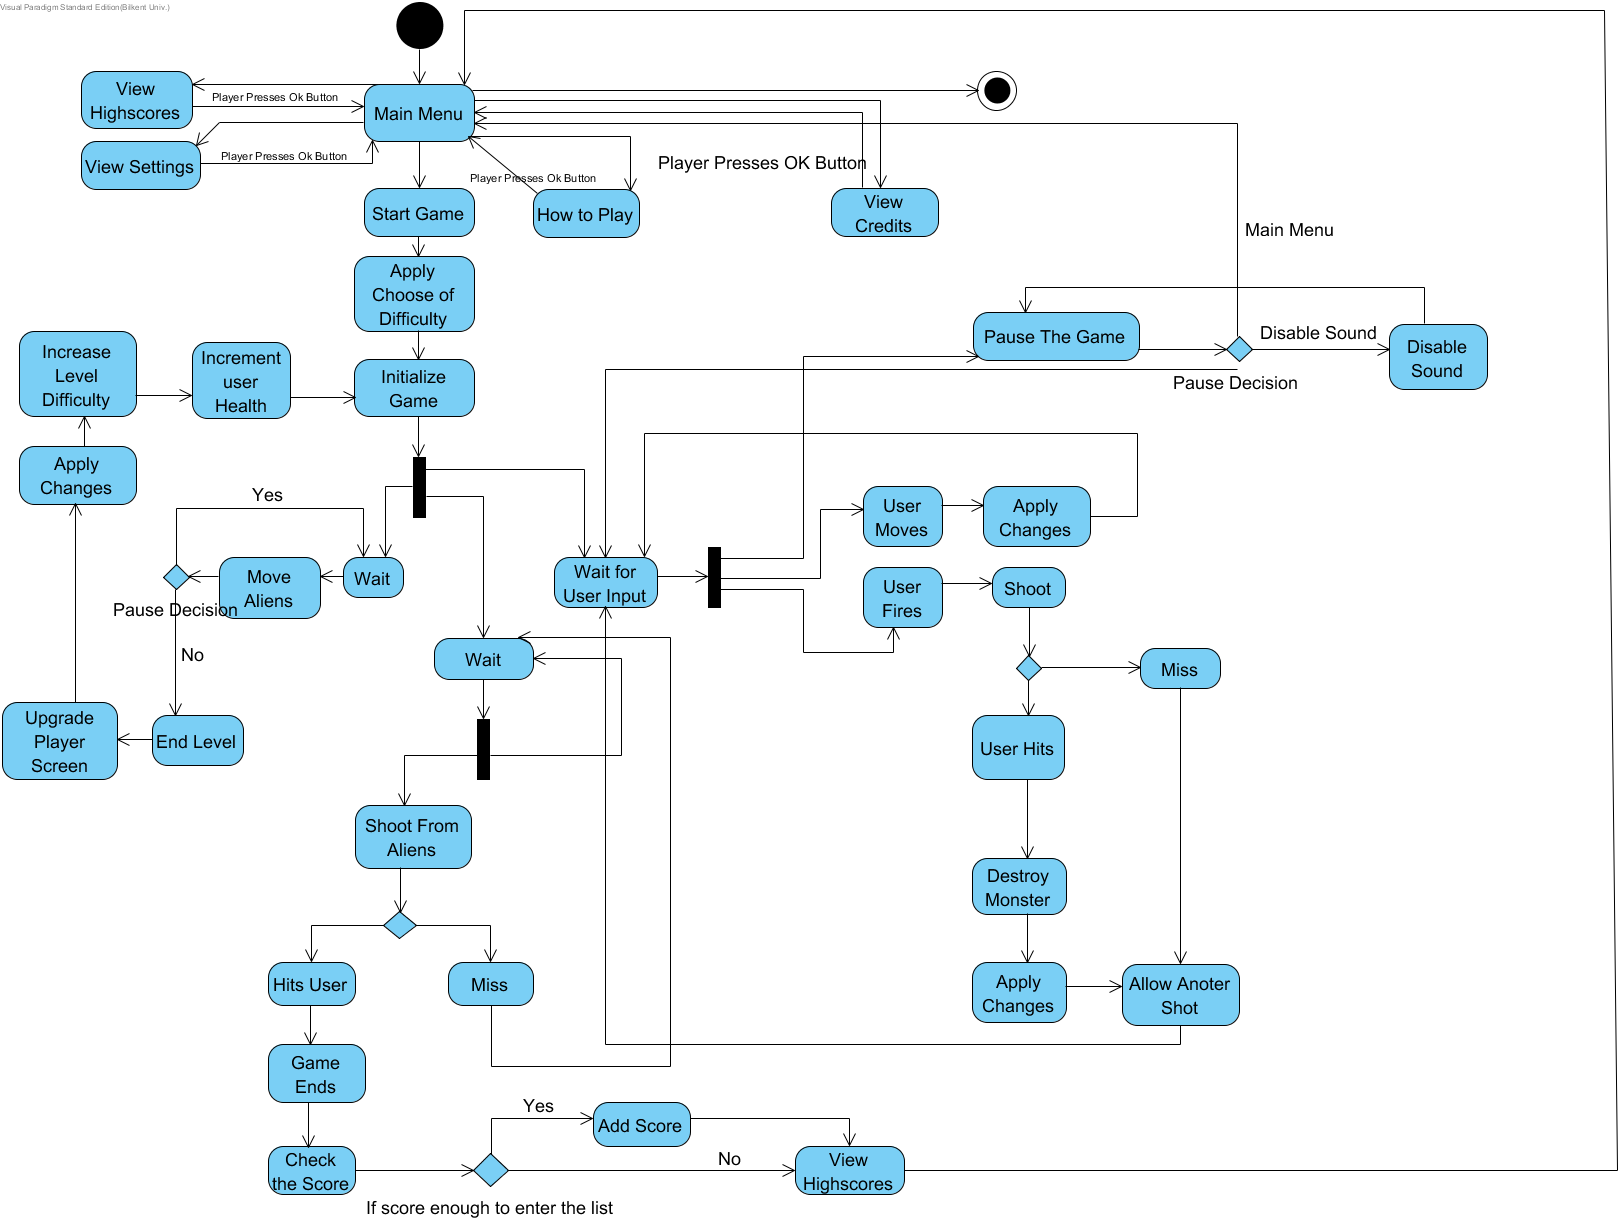 Visual Paradigm Standard Edition(Bilkent Univ.)
View
Highscores
Player Presses Ok Button
Main Menu
View Settings
Player Presses Ok Button
Player Presses Ok Button
Player Presses OK Button
Start Game
How to Play
View
Credits
Main Menu
Apply
Choose of
Difficulty
Pause The Game
Disable Sound
Disable
Sound
Pause Decision
Increase
Level
Difficulty
Increment
user
Health
Initialize
Game
Apply
Changes
Yes
User
Moves
Apply
Changes
Move
Aliens
Wait
Wait for
User Input
User
Fires
Shoot
Pause Decision
No
Wait
Miss
Upgrade
Player
Screen
End Level
User Hits
Shoot From
Aliens
Destroy
Monster
Hits User
Miss
Apply
Changes
Allow Anoter
Shot
Game
Ends
Yes
Add Score
Check
the Score
No
View
Highscores
If score enough to enter the list